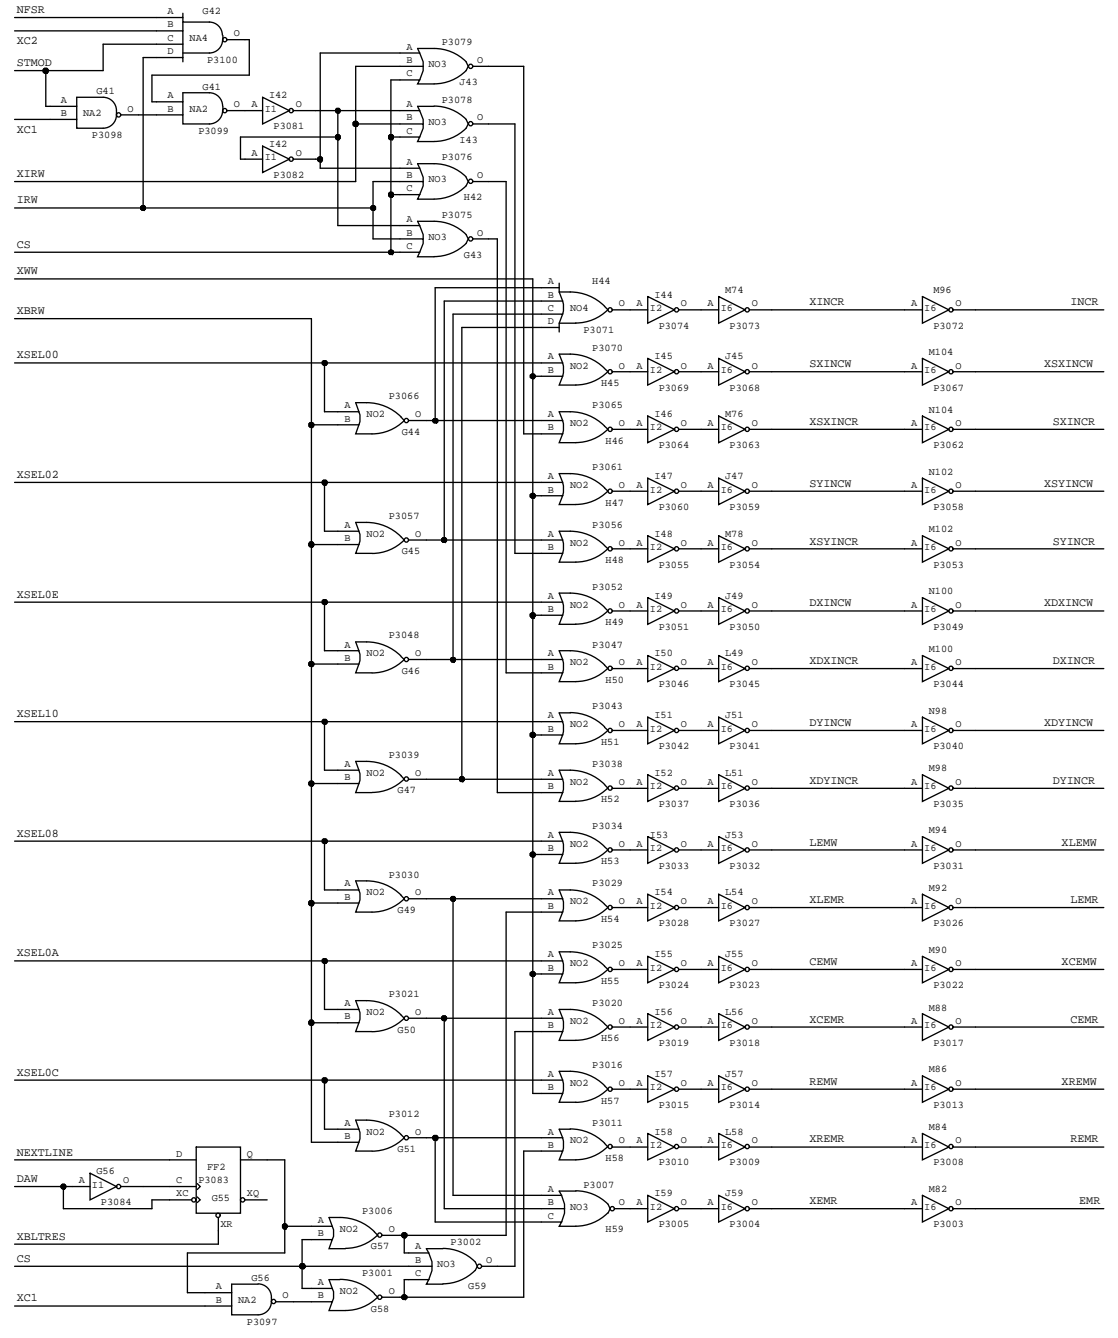 NFSR A G42
B
XC2 C NA4 O
STMOD D P3100
P3079
A
B NO3 O
C J43
G41 G41 I42
A NA2 O A NA2 O A I1 O
B P3098 B P3099 P3081
XC1
P3078
A
B NO3 O
C I43
I42
A I1 O
P3082
P3076
XIRW A
B NO3 O
C H42
IRW
P3075
A
B NO3 O
C G43
CS
XWW
A H44
B NO4 O A I44 I2 O A M74 I6 O XINCR A M96 I6 O INCR
C
D P3071 P3074 P3073 P3072
XBRW
XSEL00 A P3070 NO2 O A I45 I2 O A J45 I6 O SXINCW A M104 I6 O XSXINCW
B H45 P3069 P3068 P3067
A P3066 NO2 O A P3065 NO2 O A I46 I2 O A M76 I6 O XSXINCR A N104 I6 O SXINCR
B G44 B H46 P3064 P3063 P3062
XSEL02 A P3061 NO2 O A I47 I2 O A J47 I6 O SYINCW A N102 I6 O XSYINCW
B H47 P3060 P3059 P3058
A P3057 NO2 O A P3056 NO2 O A I48 I2 O A M78 I6 O XSYINCR A M102 I6 O SYINCR
B G45 B H48 P3055 P3054 P3053
XSEL0E A P3052 NO2 O A I49 I2 O A J49 I6 O DXINCW A N100 I6 O XDXINCW
B H49 P3051 P3050 P3049
A P3048 NO2 O A P3047 NO2 O A I50 I2 O A L49 I6 O XDXINCR A M100 I6 O DXINCR
B G46 B H50 P3046 P3045 P3044
XSEL10 A P3043 NO2 O A I51 I2 O A J51 I6 O DYINCW A N98 I6 O XDYINCW
B H51 P3042 P3041 P3040
A P3039 NO2 O A P3038 NO2 O A I52 I2 O A L51 I6 O XDYINCR A M98 I6 O DYINCR
B G47 B H52 P3037 P3036 P3035
XSEL08 A P3034 NO2 O A I53 I2 O A J53 I6 O LEMW A M94 I6 O XLEMW
B H53 P3033 P3032 P3031
A P3030 NO2 O A P3029 NO2 O A I54 I2 O A L54 I6 O XLEMR A M92 I6 O LEMR
B G49 B H54 P3028 P3027 P3026
XSEL0A A P3025 NO2 O A I55 I2 O A J55 I6 O CEMW A M90 I6 O XCEMW
B H55 P3024 P3023 P3022
A P3021 NO2 O A P3020 NO2 O A I56 I2 O A L56 I6 O XCEMR A M88 I6 O CEMR
B G50 B H56 P3019 P3018 P3017
XSEL0C A P3016 NO2 O A I57 I2 O A J57 I6 O REMW A M86 I6 O XREMW
B H57 P3015 P3014 P3013
A P3012 NO2 O A P3011 NO2 O A I58 I2 O A L58 I6 O XREMR A M84 I6 O REMR
B G51 B H58 P3010 P3009 P3008
NEXTLINE D FF2 Q
DAW A G56 I1 O C P3083
P3084 XC G55 XQ
XR
A P3007
B NO3 O A I59 I2 O A J59 I6 O XEMR A M82 I6 O EMR
C H59 P3005 P3004 P3003
XBLTRES
A P3006 NO2 O
B G57
CS
A P3002
B NO3 O
C G59
A P3001 NO2 O
B G58
XC1 A G56 NA2 O
B P3097